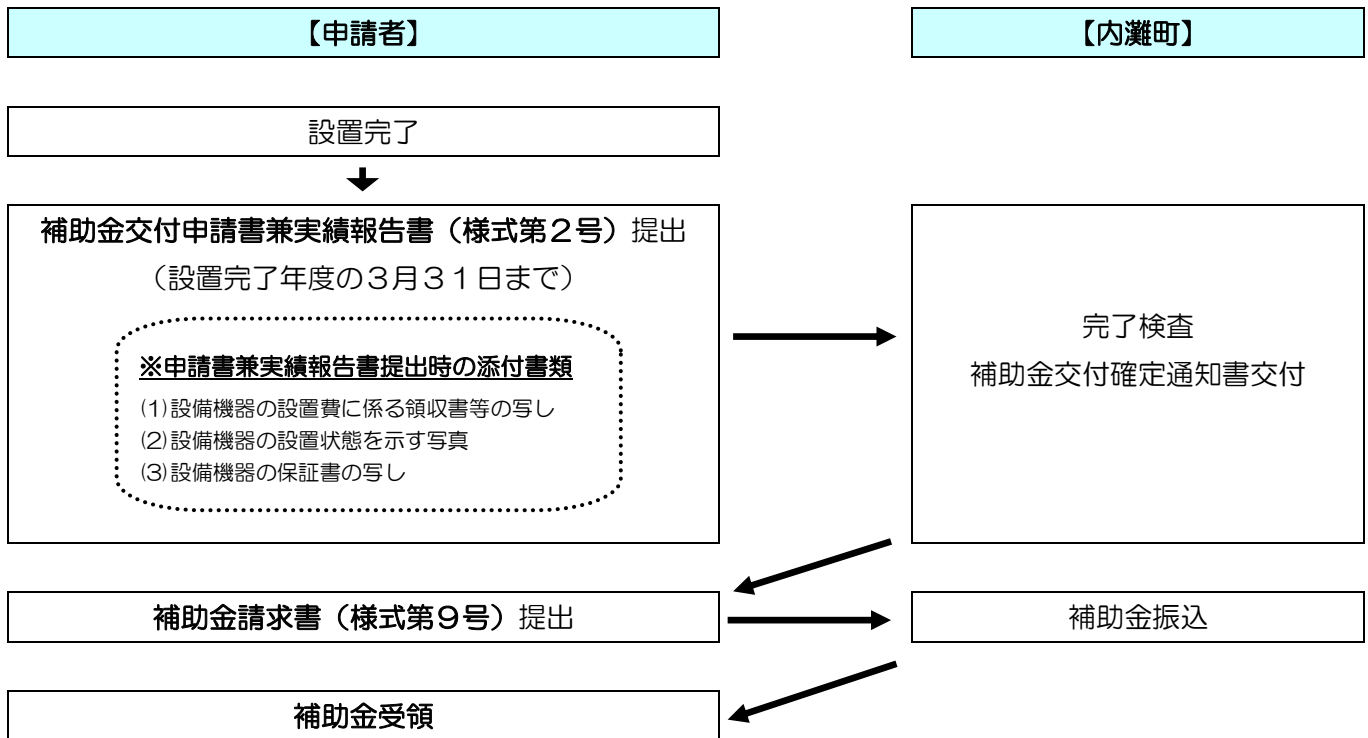 【申請者】
【内灘町】
設置完了
補助金交付申請書兼実績報告書（様式第２号）提出
（設置完了年度の３月３１日まで）
※申請書兼実績報告書提出時の添付書類
⑴設備機器の設置費に係る領収書等の写し
⑵設備機器の設置状態を示す写真
⑶設備機器の保証書の写し
完了検査
補助金交付確定通知書交付
補助金請求書（様式第９号）提出
補助金振込
補助金受領